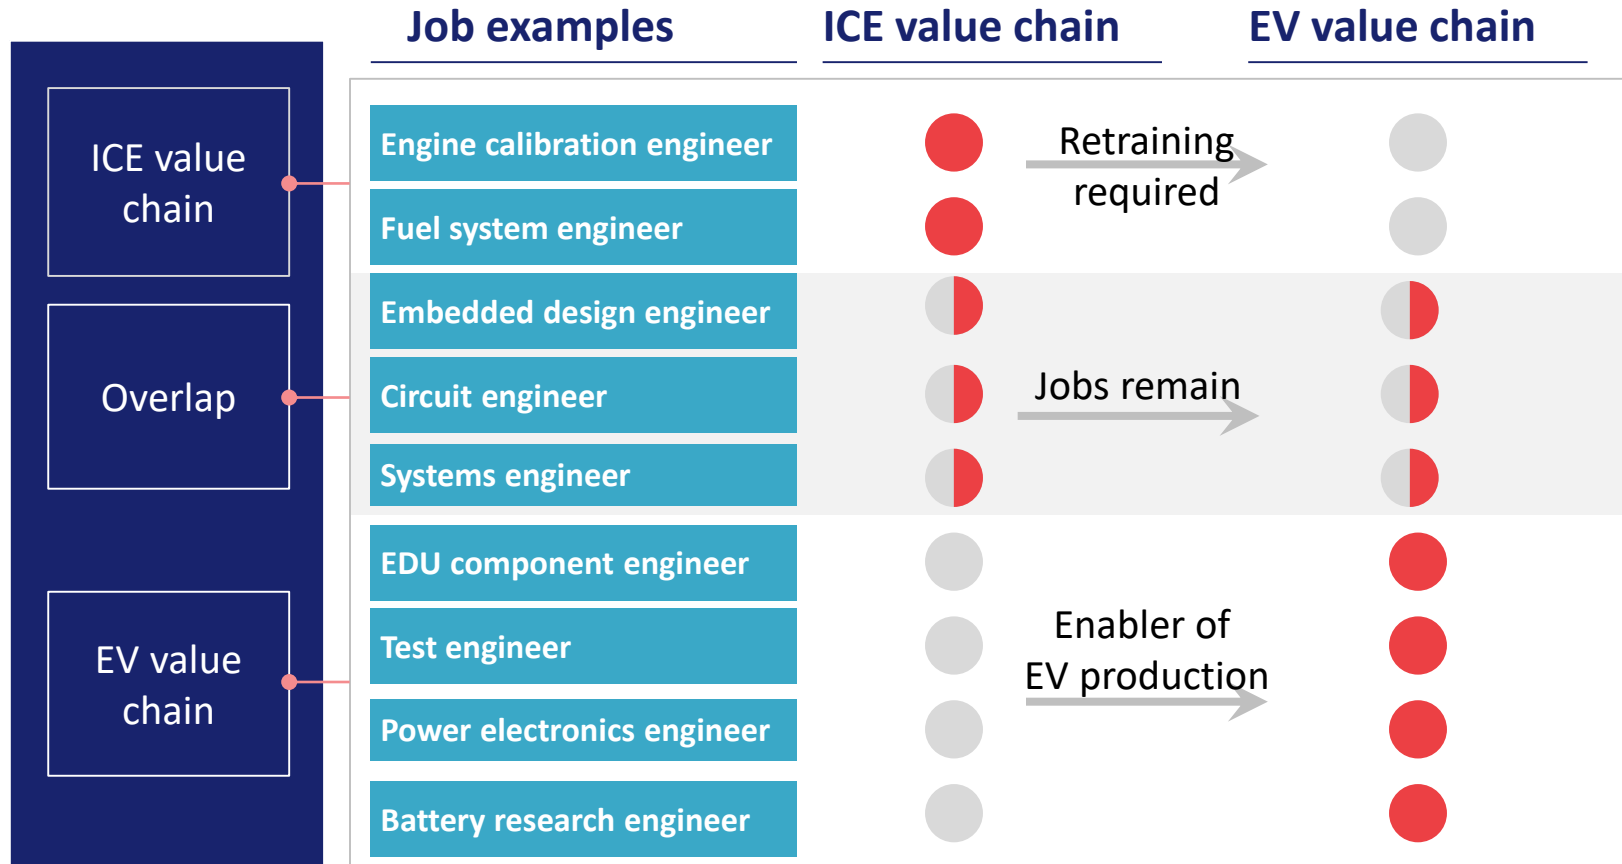 Job examples
ICE value chain
EV value chain
ICE value
chain
Engine calibration engineer
Fuel system engineer
Retraining
required
Overlap
Embedded design engineer
Circuit engineer
Systems engineer
Jobs remain
EV value
chain
EDU component engineer
Test engineer
Power electronics engineer
Battery research engineer
Enabler of
EV production